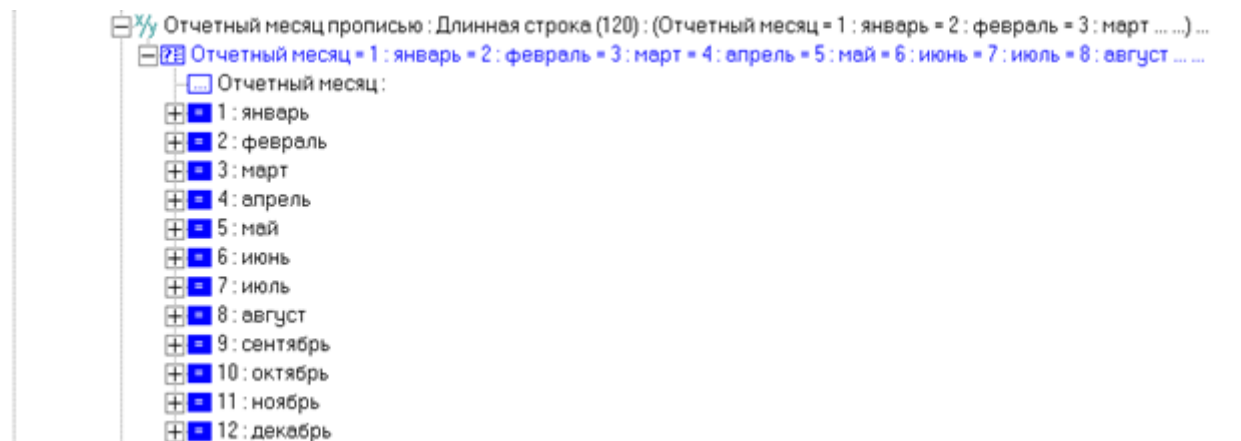 Отчетный месяц прописью : Длинная строка (120) : (Отчетный месяц = 1 : январь = 2 : февраль = 3 : март ... ...) ...
Отчетный месяц = 1 : январь = 2 : февраль = 3 : март = 4 : апрель = 5 : май = 6 : июнь = 7 : июль = 8 : август ... ...
Отчетный месяц :
1 : январь
2 : февраль
3 : март
4 : апрель
5 : май
6 : июнь
7 : июль
8 : август
9 : сентябрь
10 : октябрь
11 : ноябрь
12 : декабрь